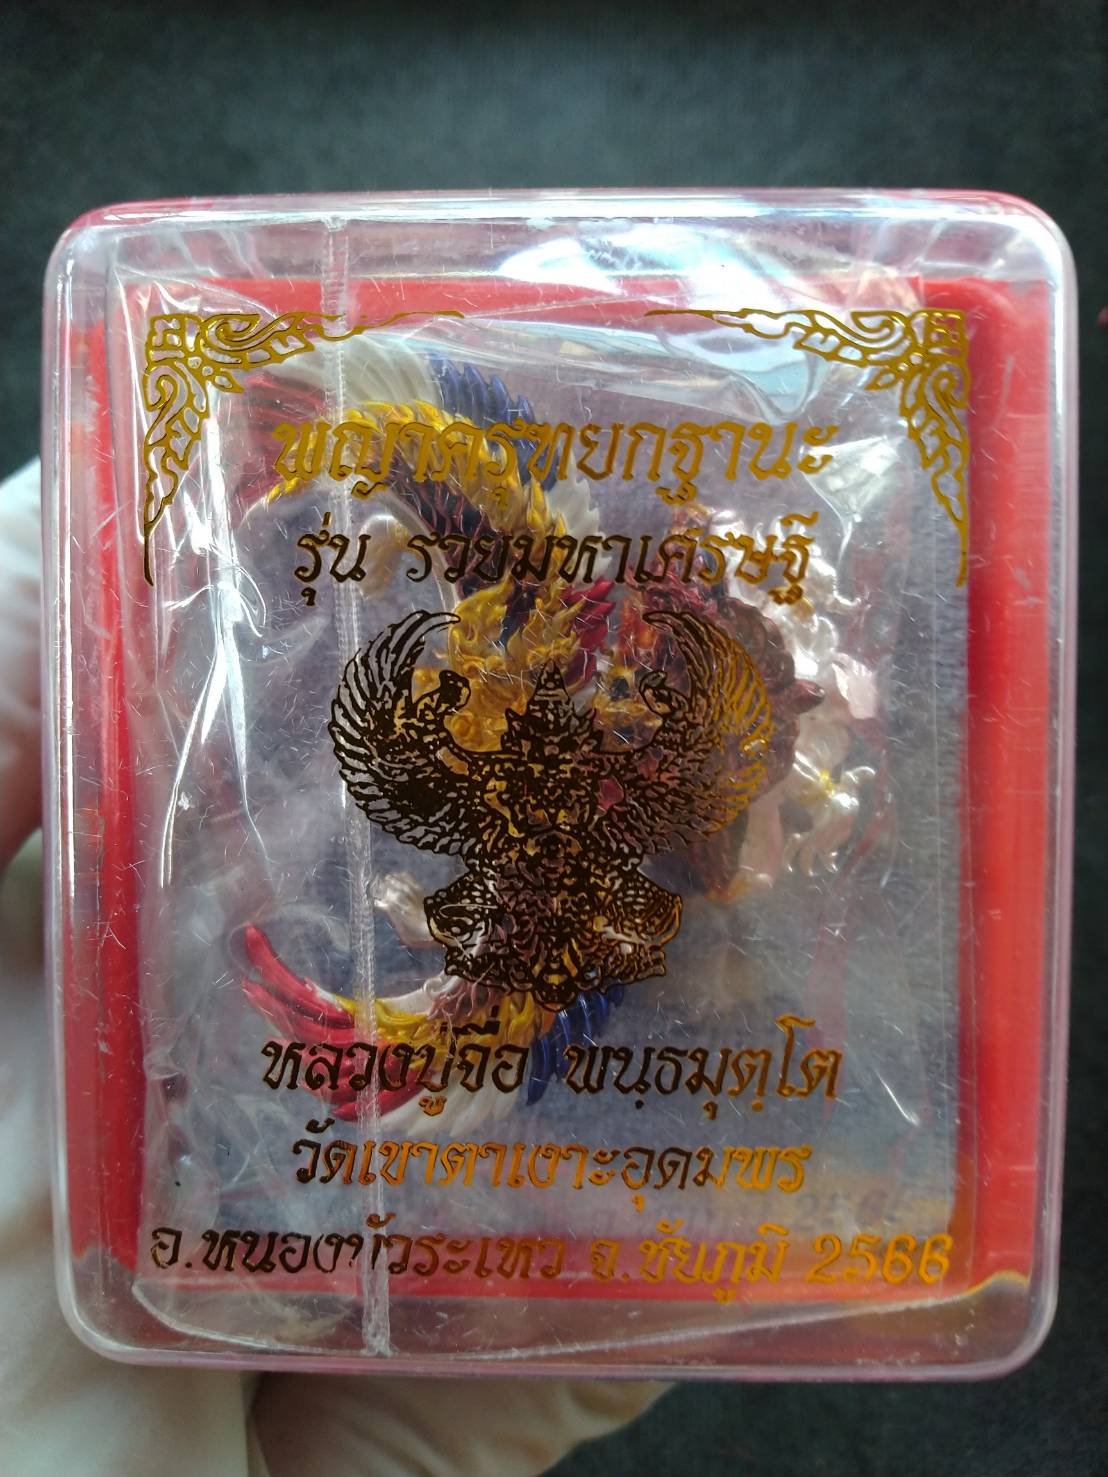 พญาครุฑยกฐานะ
รุ่น รวยมหาเศรษฐี
หลวงปู่จื่อ พนฺธมุตฺโต
วัดเขาตาเงาะอุดมพร
อ.หนองบัวระเหว จ.ชัยภูมิ 2566